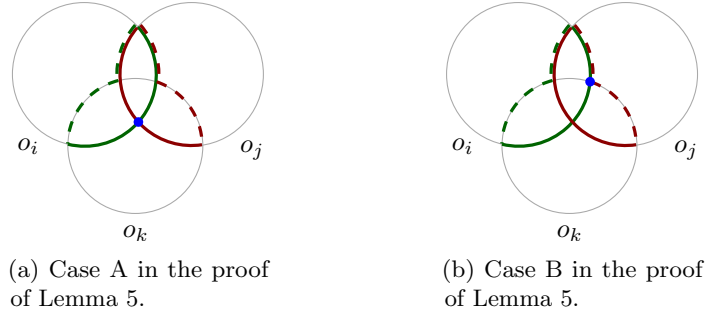 o_i o_j o_i o_j
o_k o_k
(a) Case A in the proof
of Lemma 5.
(b) Case B in the proof
of Lemma 5.